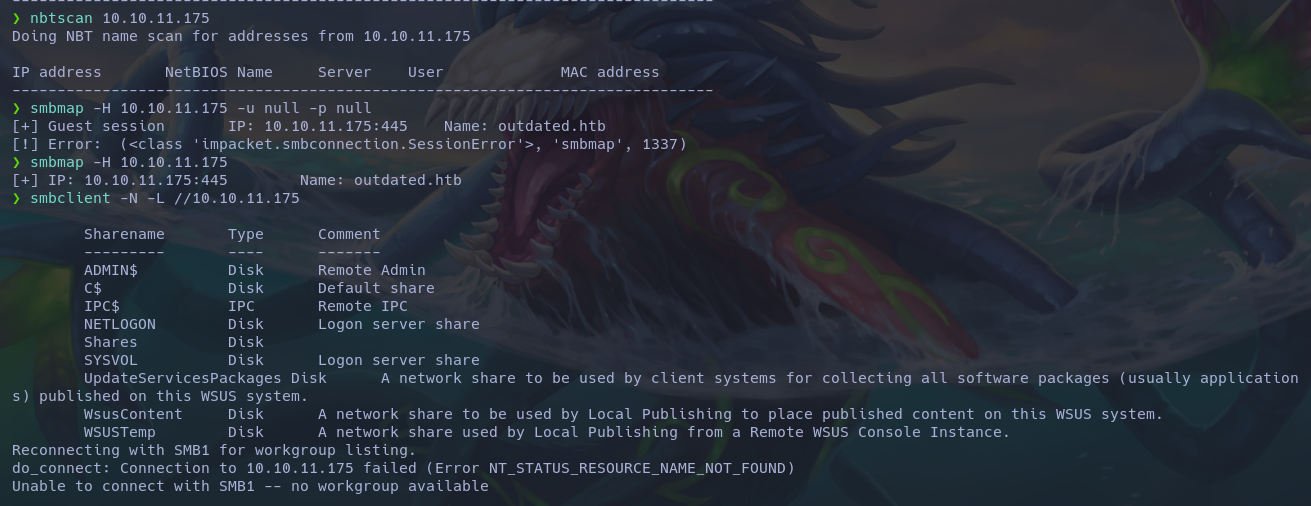 ❯ nbtscan 10.10.11.175
Doing NBT name scan for addresses from 10.10.11.175
IP address       NetBIOS Name     Server    User             MAC address
------------------------------------------------------------------------------
❯ smbmap -H 10.10.11.175 -u null -p null
[+] Guest session       IP: 10.10.11.175:445    Name: outdated.htb
[!] Error:  (<class 'impacket.smbconnection.SessionError'>, 'smbmap', 1337)
❯ smbmap -H 10.10.11.175
[+] IP: 10.10.11.175:445        Name: outdated.htb
❯ smbclient -N -L //10.10.11.175
        Sharename       Type      Comment
        ---------       ----      -------
        ADMIN$          Disk      Remote Admin
        C$              Disk      Default share
        IPC$            IPC       Remote IPC
        NETLOGON        Disk      Logon server share
        Shares          Disk
        SYSVOL          Disk      Logon server share
        UpdateServicesPackages Disk      A network share to be used by client systems for collecting all software packages (usually application
s) published on this WSUS system.
        WsusContent     Disk      A network share to be used by Local Publishing to place published content on this WSUS system.
        WSUSTemp        Disk      A network share used by Local Publishing from a Remote WSUS Console Instance.
Reconnecting with SMB1 for workgroup listing.
do_connect: Connection to 10.10.11.175 failed (Error NT_STATUS_RESOURCE_NAME_NOT_FOUND)
Unable to connect with SMB1 -- no workgroup available